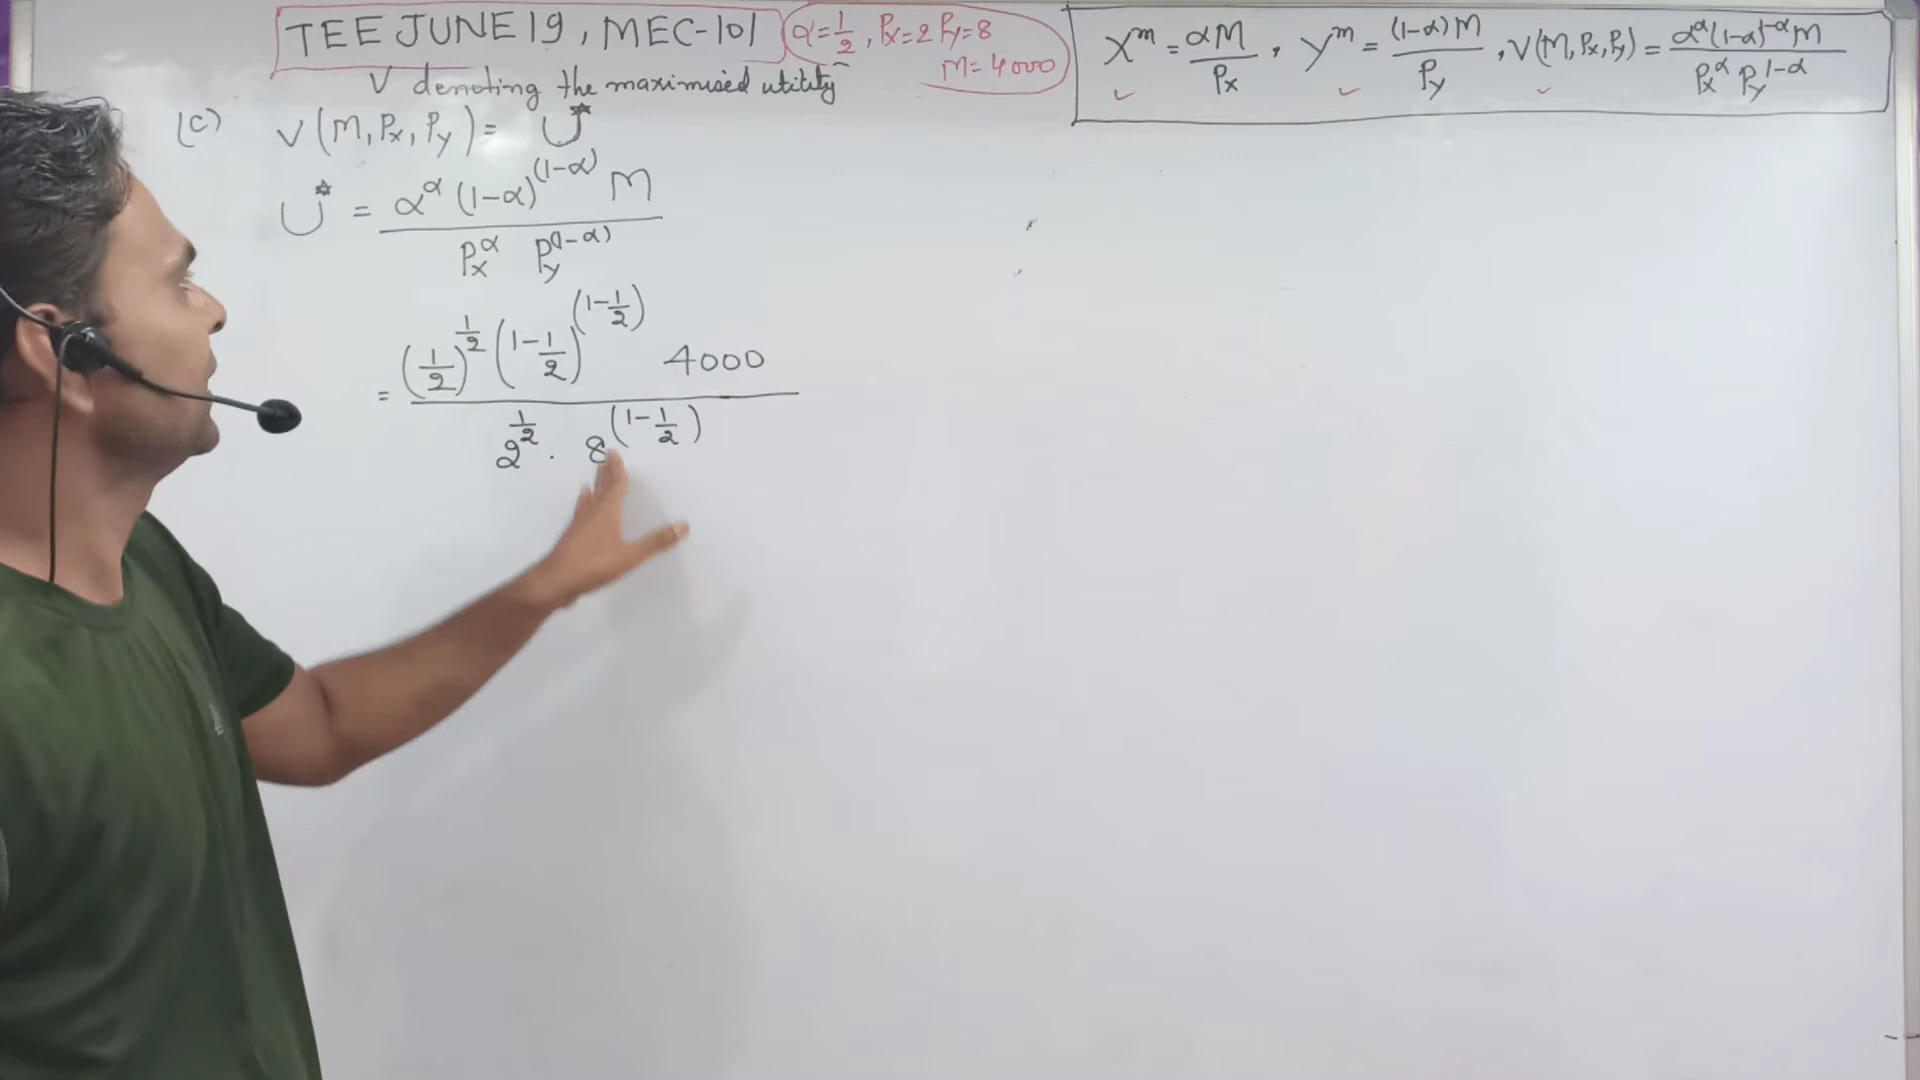 TEE JUNE 19, MEC-101
α=1/2, Px=2 Py=8
M=4000
X^m = αM/Px, Y^m = (1-α)M/Py, V(M,Px,Py) = α^α(1-α)^1-α M/Px^α Py^1-α
V denoting the maximised utility
(C) V(M, Px, Py) = U*
U* = α^α (1-α)^(1-α) M / Px^α Py^(1-α)
= (1/2)^1/2 (1-1/2)^(1-1/2) 4000 / 2^1/2 . 8^(1-1/2)